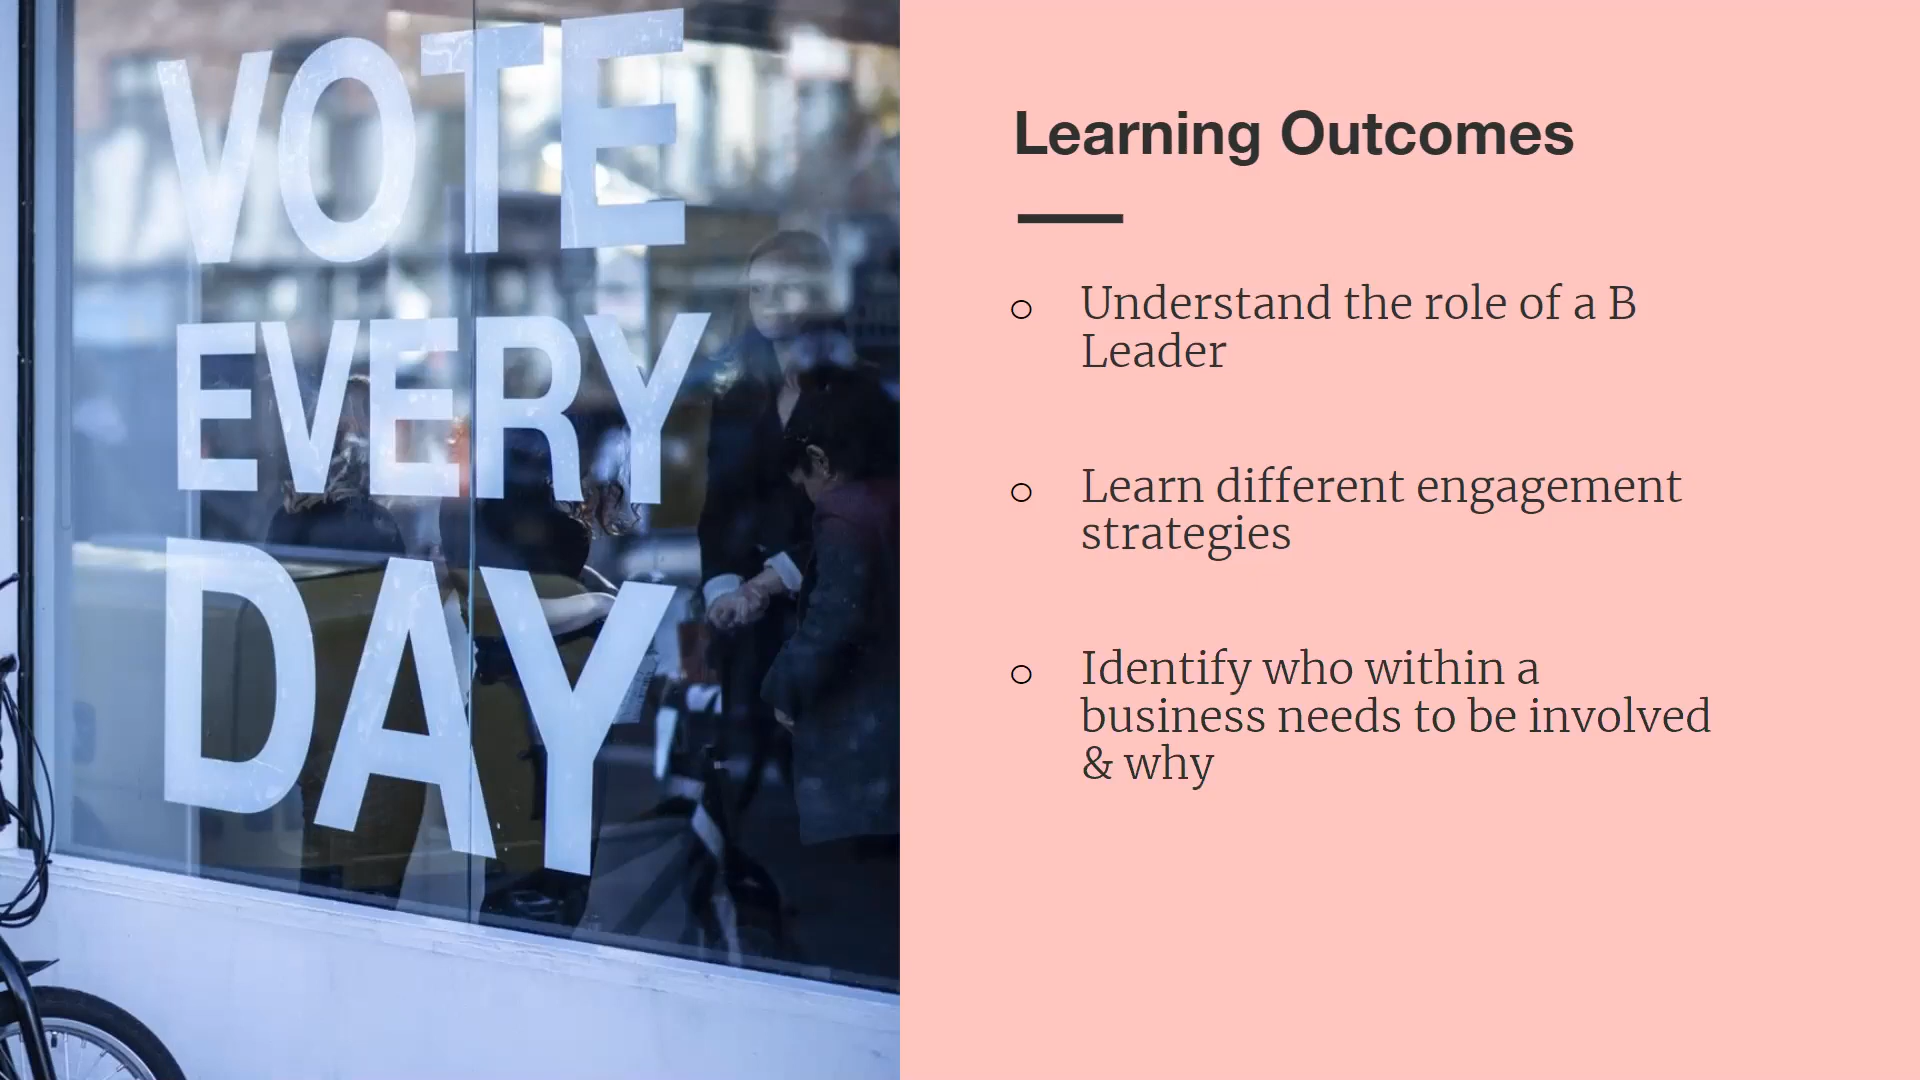 VOTE
EVERY
DAY
Learning Outcomes
Understand the role of a B
Leader
Learn different engagement
strategies
Identify who within a
business needs to be involved
& why